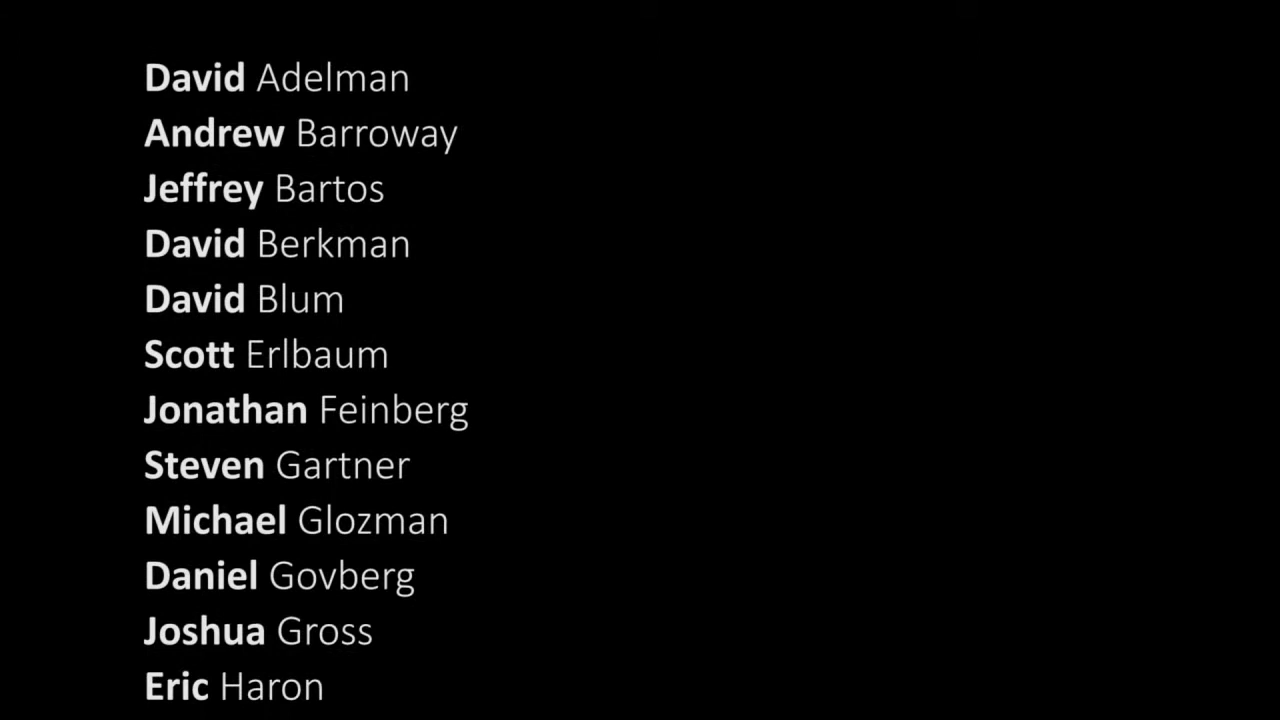 David Adelman
Andrew Barroway
Jeffrey Bartos
David Berkman
David Blum
Scott Erlbaum
Jonathan Feinberg
Steven Gartner
Michael Glozman
Daniel Govberg
Joshua Gross
Eric Haron